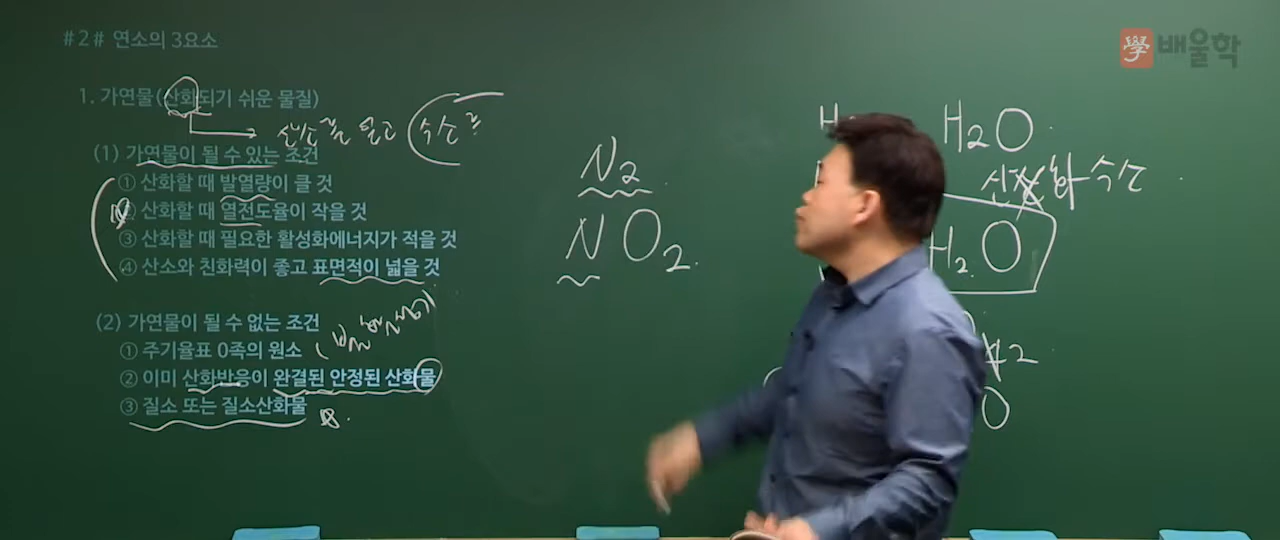 #2# 연소의 3요소
學 배울학
1. 가연물(산화되기 쉬운 물질)
산소를 얻고 (수소를
(1) 가연물이 될 수 있는 조건
① 산화할 때 발열량이 클 것
② 산화할 때 열전도율이 작을 것
③ 산화할 때 필요한 활성화에너지가 적을 것
④ 산소와 친화력이 좋고 표면적이 넓을 것
(2) 가연물이 될 수 없는 조건
① 주기율표 0족의 원소
② 이미 산화반응이 완결된 안정된 산화물
③ 질소 또는 질소산화물
N2
NO2
H2O
화 수소
H2O
2
O